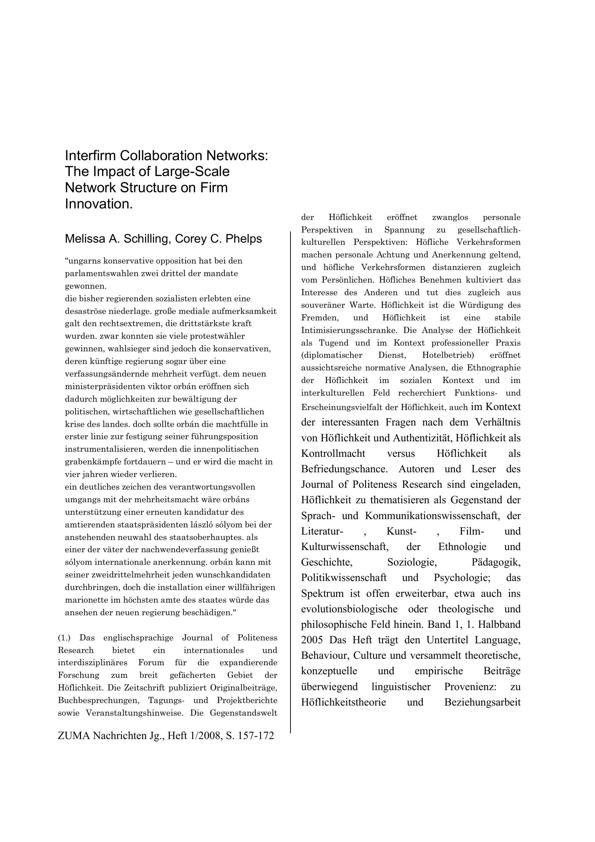 Interfirm Collaboration Networks:
The Impact of Large-Scale
Network Structure on Firm
Innovation.
Melissa A. Schilling, Corey C. Phelps
"ungarns konservative opposition hat bei den
parlamentswahlen zwei drittel der mandate
gewonnen.
die bisher regierenden sozialisten erlebten eine
desaströse niederlage. große mediale aufmerksamkeit
galt den rechtsextremen, die drittstärkste kraft
wurden. zwar konnten sie viele protestwähler
gewinnen, wahlsieger sind jedoch die konservativen,
deren künftige regierung sogar über eine
verfassungsändernde mehrheit verfügt. dem neuen
ministerpräsidenten viktor orbán eröffnen sich
dadurch möglichkeiten zur bewältigung der
politischen, wirtschaftlichen wie gesellschaftlichen
krise des landes. doch sollte orbán die machtfülle in
erster linie zur festigung seiner führungsposition
instrumentalisieren, werden die innenpolitischen
grabenkämpfe fortdauern – und er wird die macht in
vier jahren wieder verlieren.
ein deutliches zeichen des verantwortungsvollen
umgangs mit der mehrheitsmacht wäre orbáns
unterstützung einer erneuten kandidatur des
amtierenden staatspräsidenten lászló sólyom bei der
anstehenden neuwahl des staatsoberhauptes. als
einer der väter der nachwendeverfassung genießt
sólyom internationale anerkennung. orbán kann mit
seiner zweidrittelmehrheit jeden wunschkandidaten
durchbringen, doch die installation einer willfährigen
marionette im höchsten amte des staates würde das
ansehen der neuen regierung beschädigen."
(1.) Das englischsprachige Journal of Politeness
Research bietet ein internationales und
interdisziplinäres Forum für die expandierende
Forschung zum breit gefächerten Gebiet der
Höflichkeit. Die Zeitschrift publiziert Originalbeiträge,
Buchbesprechungen, Tagungs- und Projektberichte
sowie Veranstaltungshinweise. Die Gegenstandswelt
ZUMA Nachrichten Jg., Heft 1/2008, S. 157-172
der Höflichkeit eröffnet zwanglos personale
Perspektiven in Spannung zu gesellschaftlich-
kulturellen Perspektiven: Höfliche Verkehrsformen
machen personale Achtung und Anerkennung geltend,
und höfliche Verkehrsformen distanzieren zugleich
vom Persönlichen. Höfliches Benehmen kultiviert das
Interesse des Anderen und tut dies zugleich aus
souveräner Warte. Höflichkeit ist die Würdigung des
Fremden, und Höflichkeit ist eine stabile
Intimisierungsschranke. Die Analyse der Höflichkeit
als Tugend und im Kontext professioneller Praxis
(diplomatischer Dienst, Hotelbetrieb) eröffnet
aussichtsreiche normative Analysen, die Ethnographie
der Höflichkeit im sozialen Kontext und im
interkulturellen Feld recherchiert Funktions- und
Erscheinungsvielfalt der Höflichkeit, auch im Kontext
der interessanten Fragen nach dem Verhältnis
von Höflichkeit und Authentizität, Höflichkeit als
Kontrollmacht versus Höflichkeit als
Befriedungschance. Autoren und Leser des
Journal of Politeness Research sind eingeladen,
Höflichkeit zu thematisieren als Gegenstand der
Sprach- und Kommunikationswissenschaft, der
Literatur- , Kunst- , Film- und
Kulturwissenschaft, der Ethnologie und
Geschichte, Soziologie, Pädagogik,
Politikwissenschaft und Psychologie; das
Spektrum ist offen erweiterbar, etwa auch ins
evolutionsbiologische oder theologische und
philosophische Feld hinein. Band 1, 1. Halbband
2005 Das Heft trägt den Untertitel Language,
Behaviour, Culture und versammelt theoretische,
konzeptuelle und empirische Beiträge
überwiegend linguistischer Provenienz: zu
Höflichkeitstheorie und Beziehungsarbeit